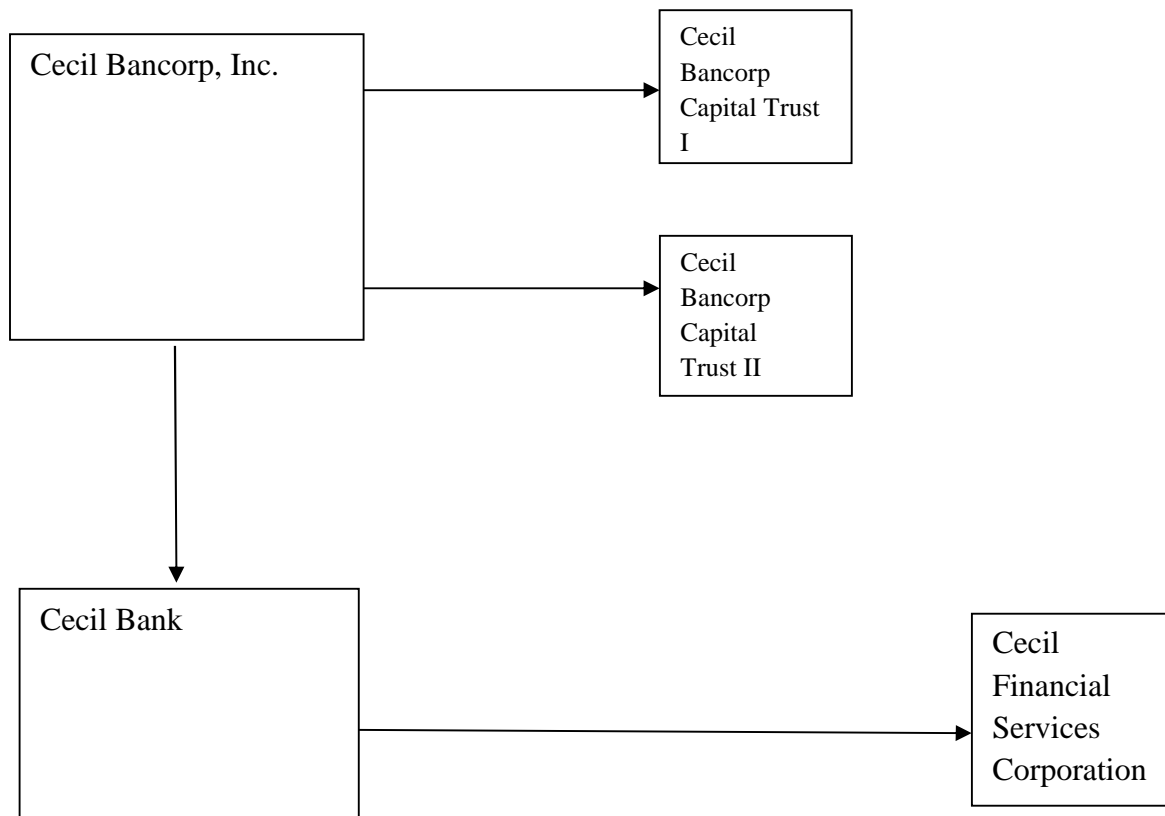 Cecil Bancorp, Inc.
Cecil
Bancorp
Capital Trust
I
Cecil
Bancorp
Capital
Trust II
Cecil Bank
Cecil
Financial
Services
Corporation